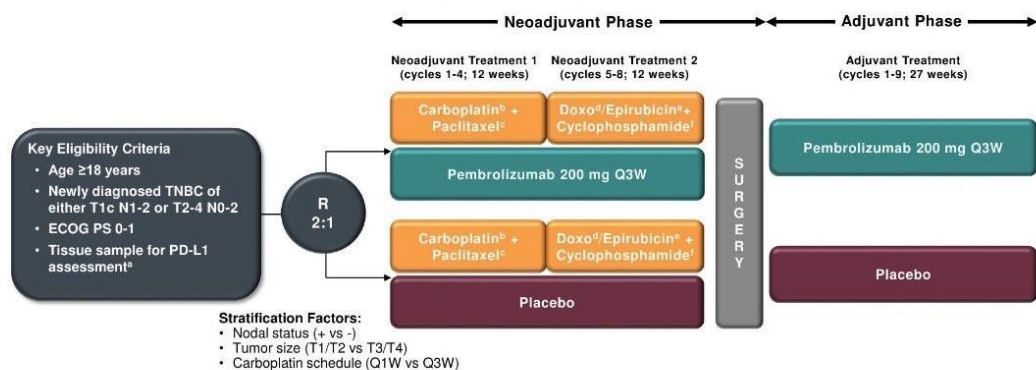 Neoadjuvant Phase
Adjuvant Phase
Neoadjuvant Treatment 1
(cycles 1-4; 12 weeks)
Neoadjuvant Treatment 2
(cycles 5-8; 12 weeks)
Adjuvant Treatment
(cycles 1-9; 27 weeks)
Key Eligibility Criteria
• Age ≥18 years
• Newly diagnosed TNBC of
either T1c N1-2 or T2-4 N0-2
• ECOG PS 0-1
• Tissue sample for PD-L1
assessmentᵃ
R
2:1
Carboplatinᵇ +
Paclitaxelᶜ
Doxoᵈ/Epirubicinᵉ+
Cyclophosphamideᶠ
Pembrolizumab 200 mg Q3W
Carboplatinᵇ +
Paclitaxelᶜ
Doxoᵈ/Epirubicinᵉ +
Cyclophosphamideᶠ
Placebo
SURGERY
Pembrolizumab 200 mg Q3W
Placebo
Stratification Factors:
• Nodal status (+ vs -)
• Tumor size (T1/T2 vs T3/T4)
• Carboplatin schedule (Q1W vs Q3W)